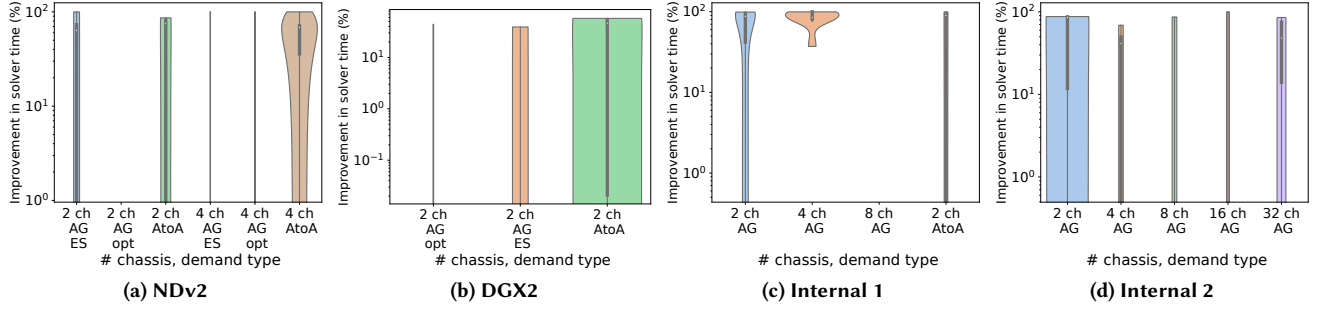 Improvement in solver time (%)
10²
10¹
10⁰
2 ch AG ES
2 ch AG opt
2 ch AtoA
4 ch AG ES
4 ch AG opt
4 ch AtoA
# chassis, demand type
(a) NDv2
Improvement in solver time (%)
10¹
10⁰
10⁻¹
2 ch AG opt
2 ch AG ES
2 ch AtoA
# chassis, demand type
(b) DGX2
Improvement in solver time (%)
10²
10¹
10⁰
2 ch AG
4 ch AG
8 ch AG
2 ch AtoA
# chassis, demand type
(c) Internal 1
Improvement in solver time (%)
10²
10¹
10⁰
2 ch AG
4 ch AG
8 ch AG
16 ch AG
32 ch AG
# chassis, demand type
(d) Internal 2